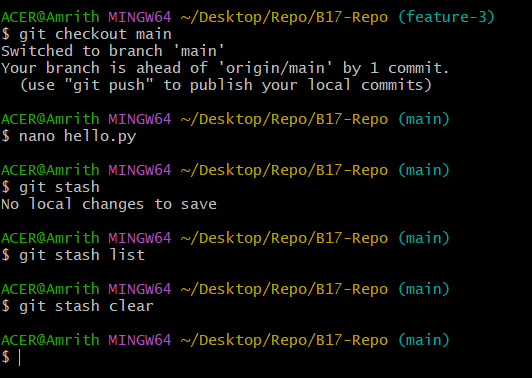 ACER@Amrith MINGW64 ~/Desktop/Repo/B17-Repo (feature-3)
$ git checkout main
Switched to branch 'main'
Your branch is ahead of 'origin/main' by 1 commit.
  (use "git push" to publish your local commits)
ACER@Amrith MINGW64 ~/Desktop/Repo/B17-Repo (main)
$ nano hello.py
ACER@Amrith MINGW64 ~/Desktop/Repo/B17-Repo (main)
$ git stash
No local changes to save
ACER@Amrith MINGW64 ~/Desktop/Repo/B17-Repo (main)
$ git stash list
ACER@Amrith MINGW64 ~/Desktop/Repo/B17-Repo (main)
$ git stash clear
ACER@Amrith MINGW64 ~/Desktop/Repo/B17-Repo (main)
$